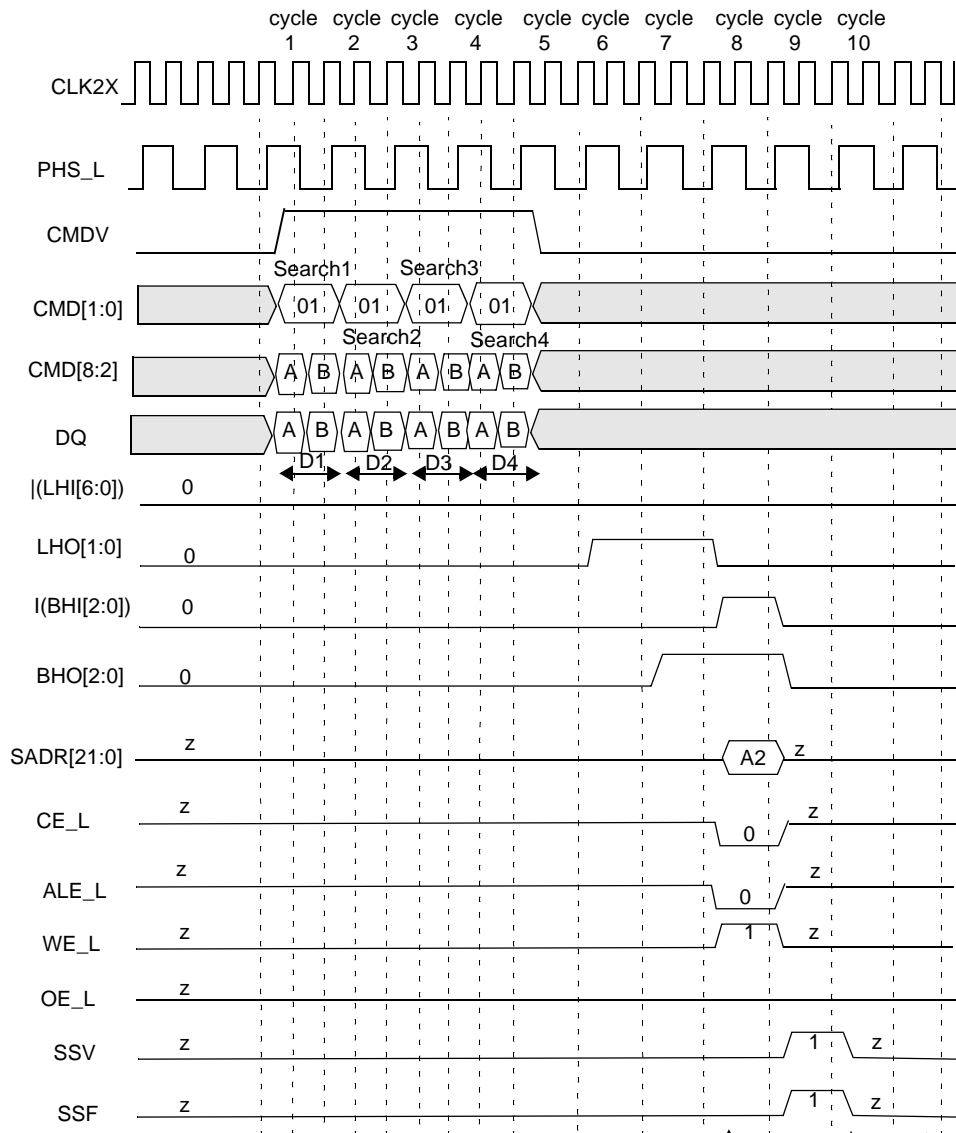 cycle cycle cycle cycle cycle cycle cycle cycle cycle cycle
1 2 3 4 5 6 7 8 9 10
CLK2X
PHS_L
CMDV
Search1 Search3
CMD[1:0] 01 01 01 01
Search2 Search4
CMD[8:2] A B A B A B A B
DQ A B A B A B A B
D1 D2 D3 D4
|(LHI[6:0]) 0
LHO[1:0] 0
I(BHI[2:0]) 0
BHO[2:0] 0
SADR[21:0] z A2 z
CE_L z 0 z
ALE_L z 0 z
WE_L z 1 z
OE_L z
SSV z 1 z
SSF z 1 z